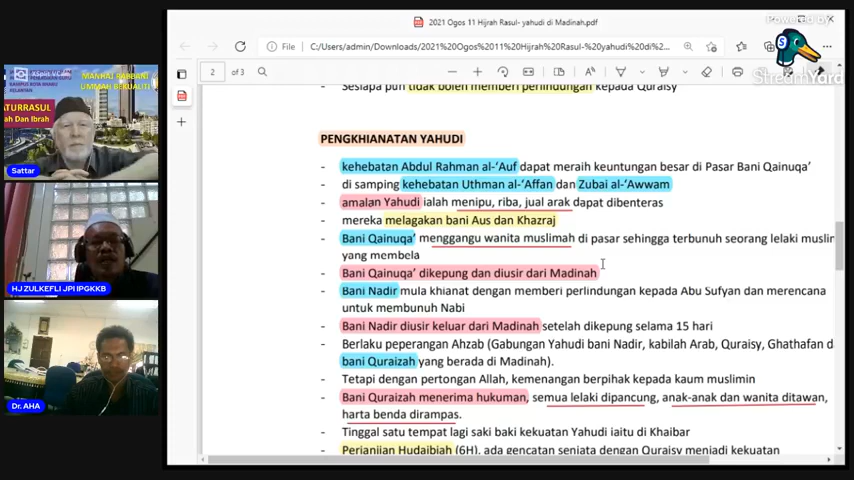 2021 Ogos 11 Hijrah Rasul- yahudi di Madinah.pdf
Powered by
StreamYard
File
C:/Users/admin/Downloads/2021%20Ogos%2011%20Hijrah%20Rasul-%20yahudi%20di...
2 of 3
- Sesiapa pun tidak boleh memberi perlindungan kepada Quraisy
PENGKHIANATAN YAHUDI
- kehebatan Abdul Rahman al-‘Auf dapat meraih keuntungan besar di Pasar Bani Qainuqa’
- di samping kehebatan Uthman al-‘Affan dan Zubai al-‘Awwam
- amalan Yahudi ialah menipu, riba, jual arak dapat dibenteras
- mereka melagakan bani Aus dan Khazraj
- Bani Qainuqa’ menggangu wanita muslimah di pasar sehingga terbunuh seorang lelaki muslim
yang membela
- Bani Qainuqa’ dikepung dan diusir dari Madinah
- Bani Nadir mula khianat dengan memberi perlindungan kepada Abu Sufyan dan merencana
untuk membunuh Nabi
- Bani Nadir diusir keluar dari Madinah setelah dikepung selama 15 hari
- Berlaku peperangan Ahzab (Gabungan Yahudi bani Nadir, kabilah Arab, Quraisy, Ghathafan d
bani Quraizah yang berada di Madinah).
- Tetapi dengan pertongan Allah, kemenangan berpihak kepada kaum muslimin
- Bani Quraizah menerima hukuman, semua lelaki dipancung, anak-anak dan wanita ditawan,
harta benda dirampas.
- Tinggal satu tempat lagi saki baki kekuatan Yahudi iaitu di Khaibar
- Perjanjian Hudaibiah (6H), ada gencatan senjata dengan Quraisy menjadi kekuatan
MANHAJ RABBANI
UMMAH BERKUALITI
Sattar
HJ ZULKEFLI JPI IPGKKB
Dr. AHA